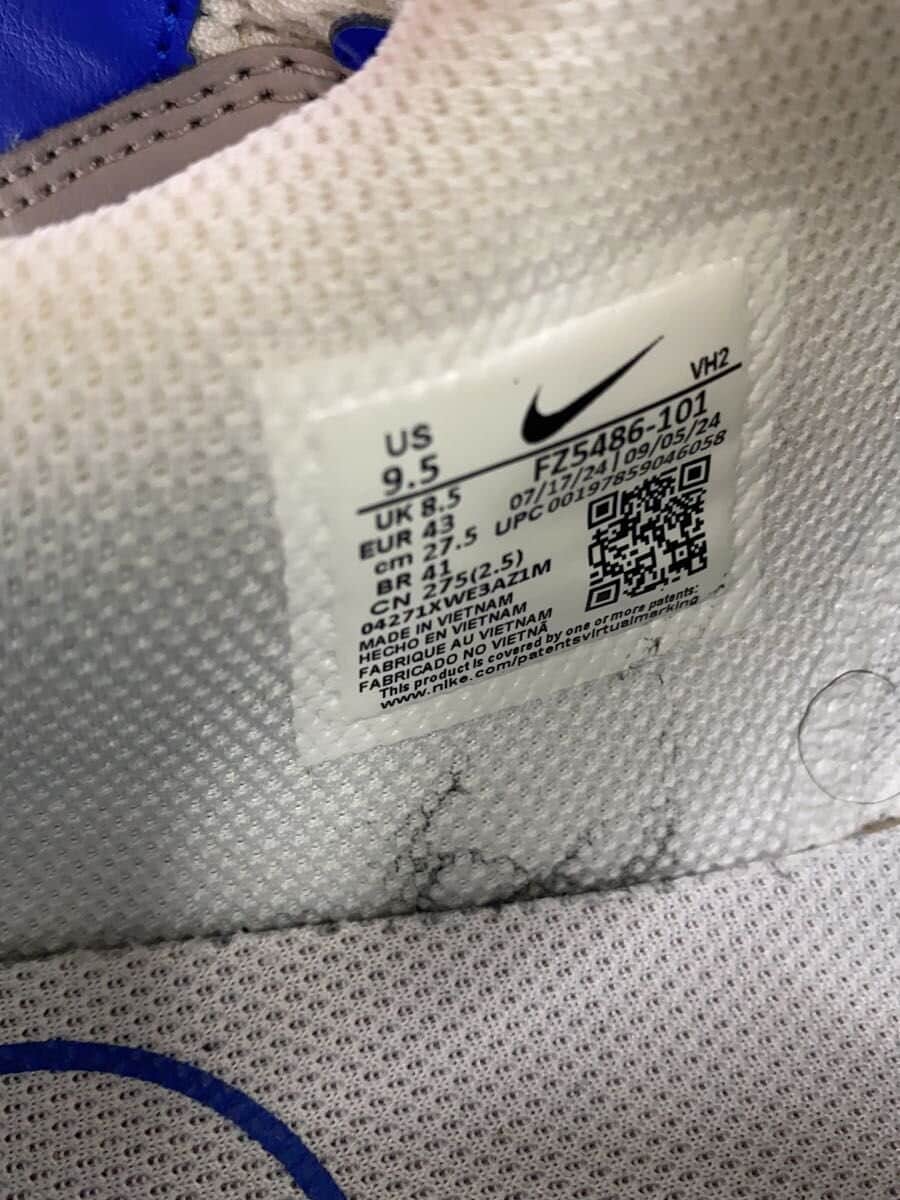 VH2
US
9.5
FZ5486-101
07/17/24 | 09/05/24
UPC 00197859046058
UK 8.5
EUR 43
cm 27.5
BR 41
CN 275(2.5)
04271XWE3AZ1M
MADE IN VIETNAM
HECHO EN VIETNAM
FABRIQUE AU VIETNAM
FABRICADO NO VIETNÃ
This product is covered by one or more patents:
www.nike.com/patentsvirtualmarking